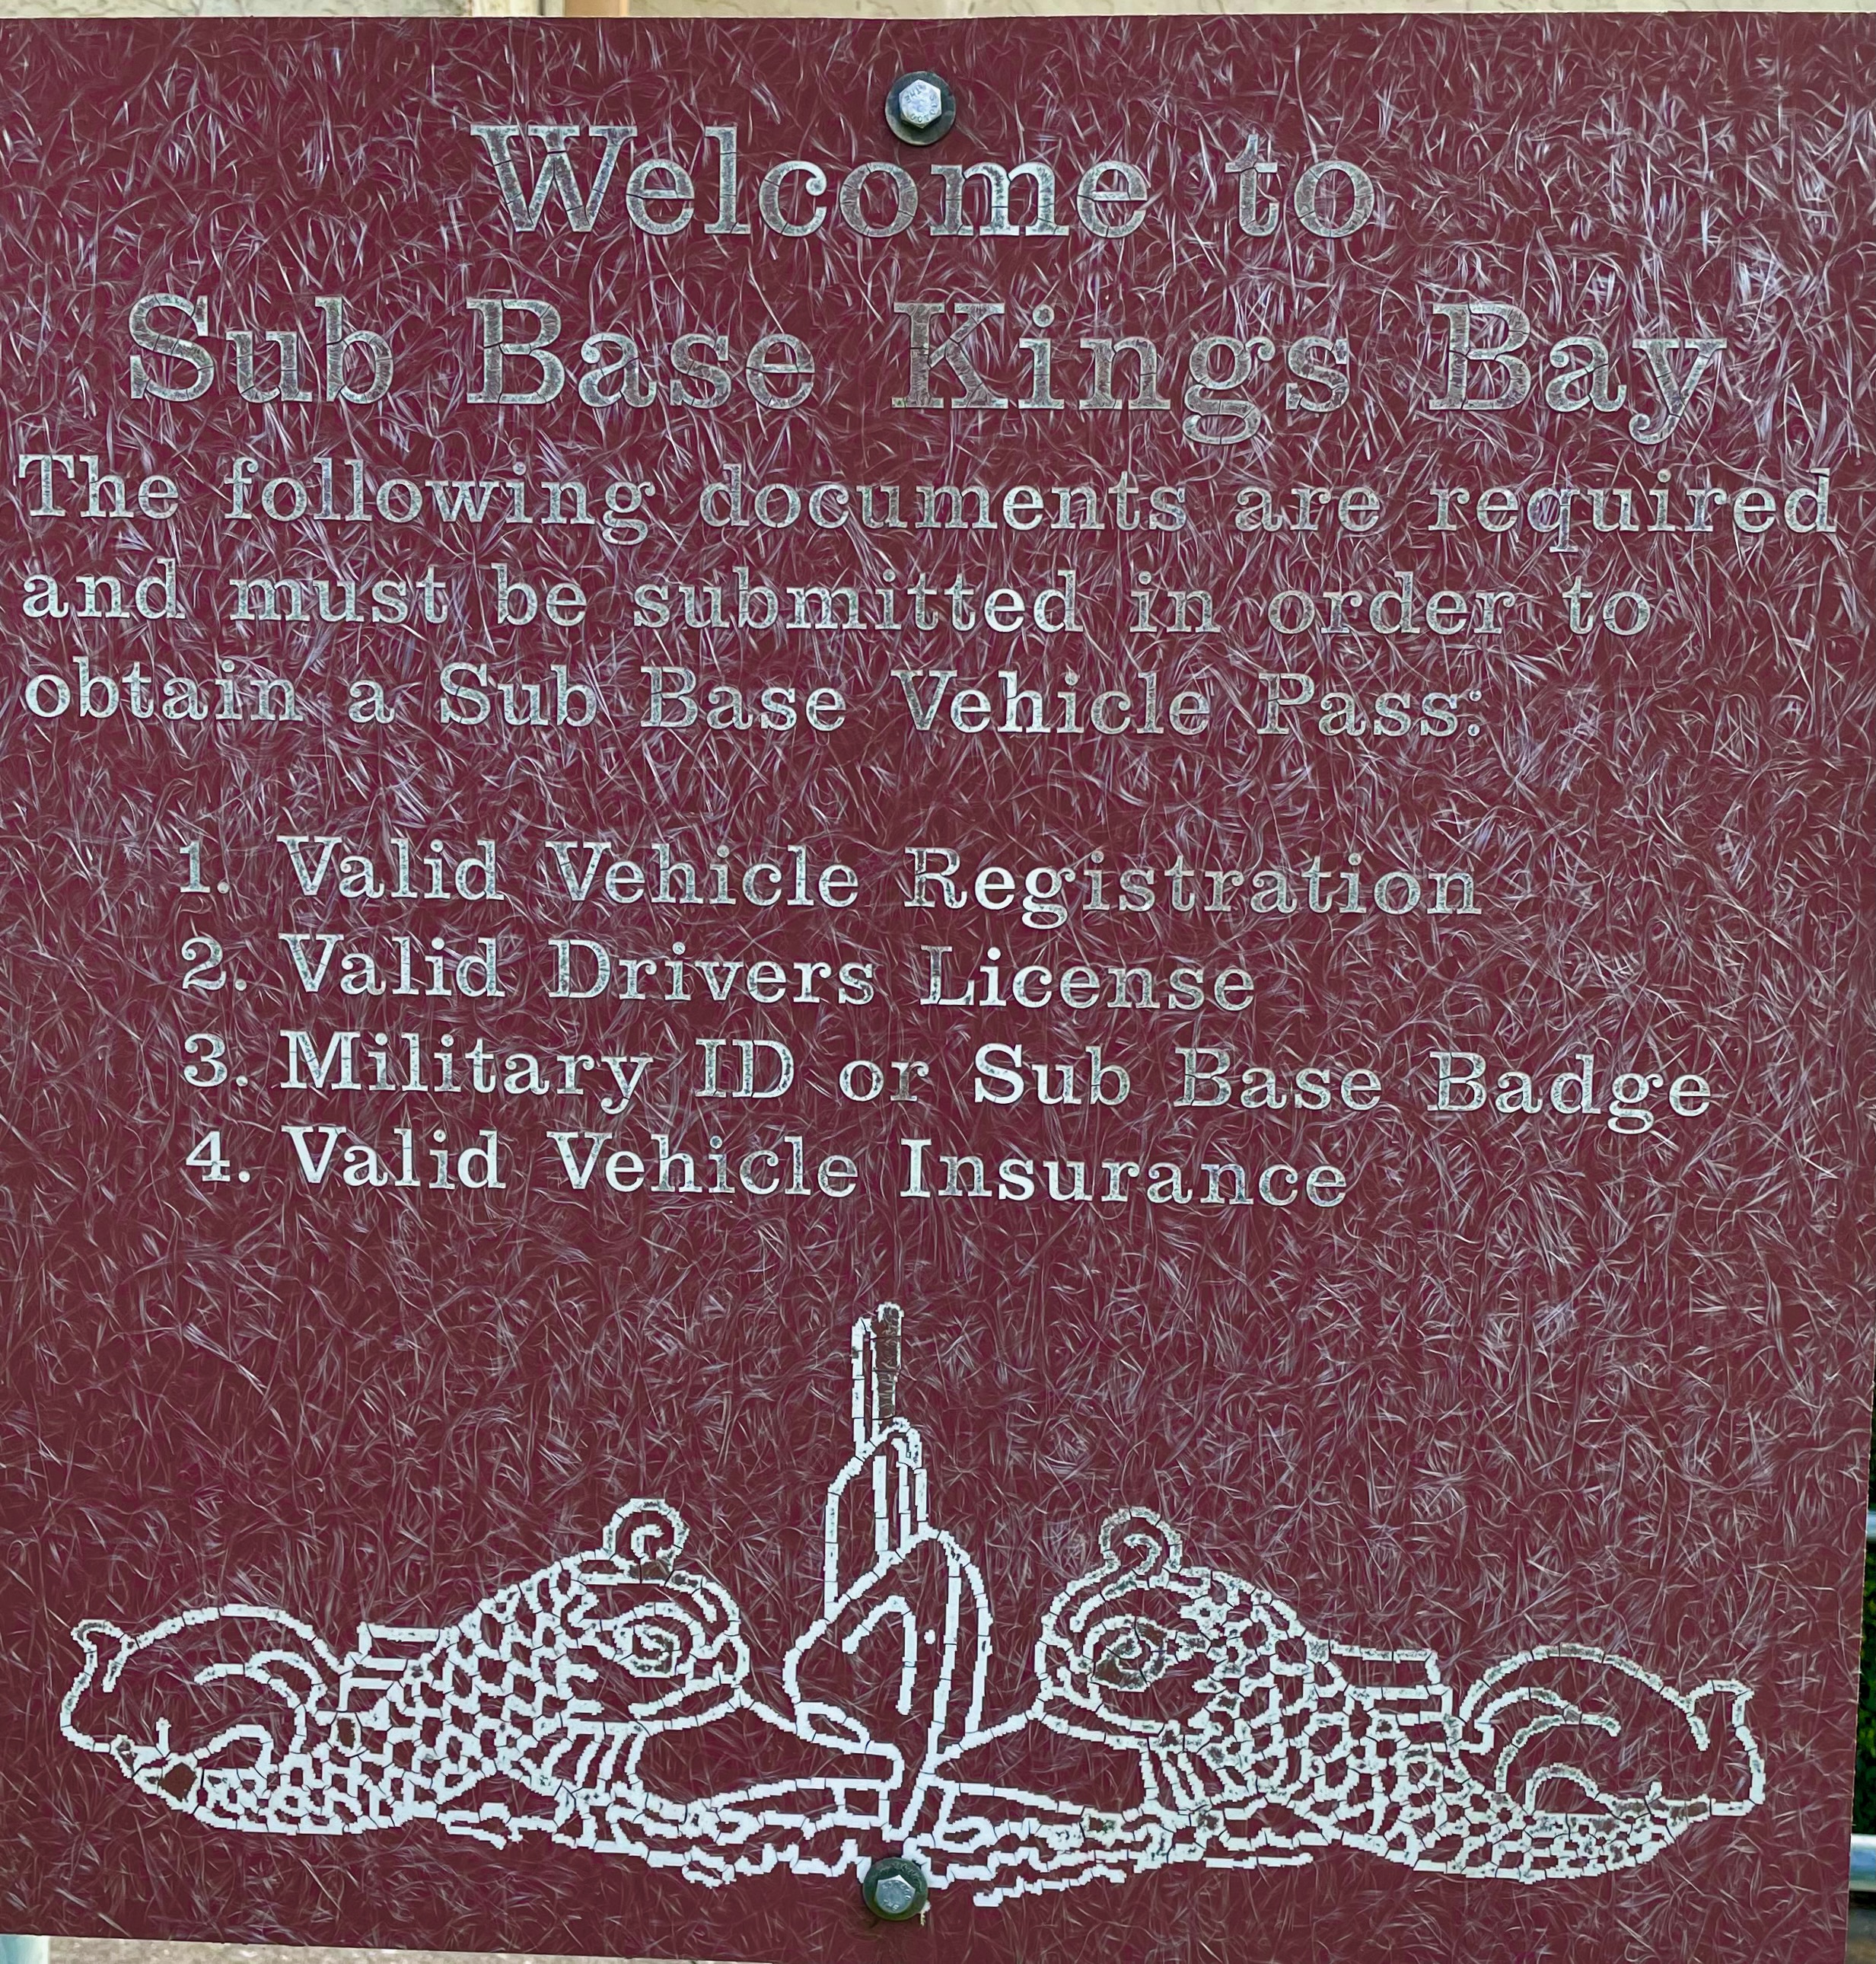 Welcome to
Sub Base Kings Bay
The following documents are required
and must be submitted in order to
obtain a Sub Base Vehicle Pass:
1. Valid Vehicle Registration
2. Valid Drivers License
3. Military ID or Sub Base Badge
4. Valid Vehicle Insurance